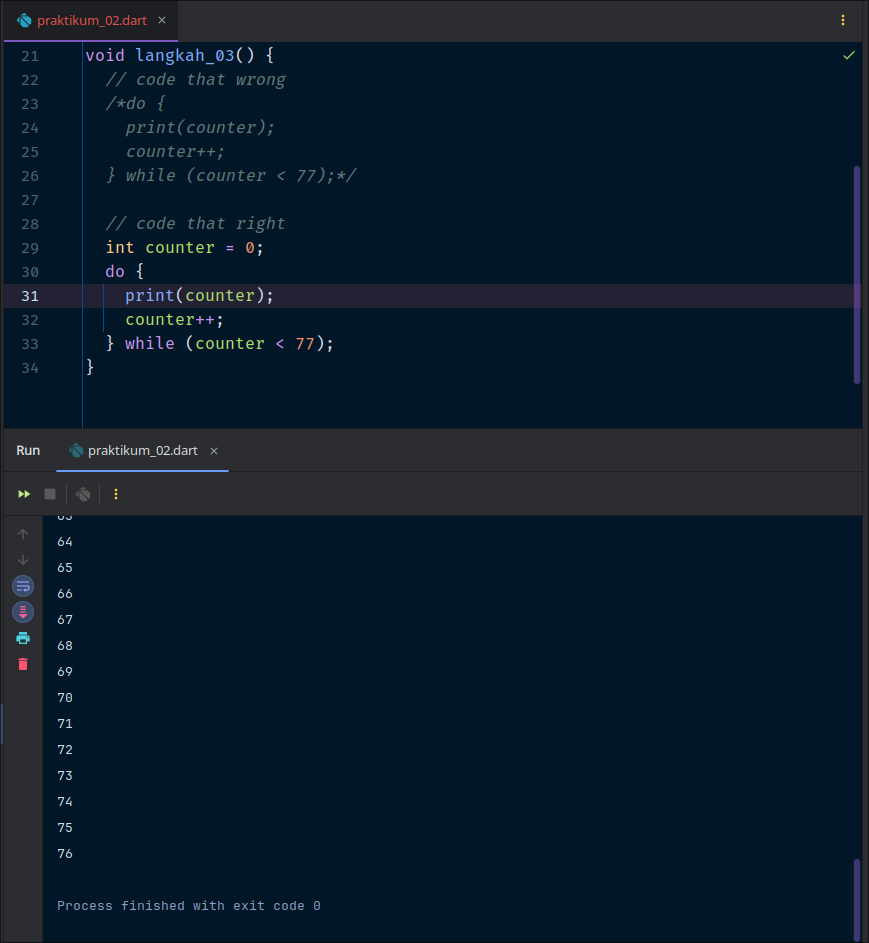 praktikum_02.dart ×
21 void langkah_03() {
22 // code that wrong
23 /*do {
24 print(counter);
25 counter++;
26 } while (counter < 77);*/
27
28 // code that right
29 int counter = 0;
30 do {
31 print(counter);
32 counter++;
33 } while (counter < 77);
34 }
Run praktikum_02.dart ×
64
65
66
67
68
69
70
71
72
73
74
75
76
Process finished with exit code 0